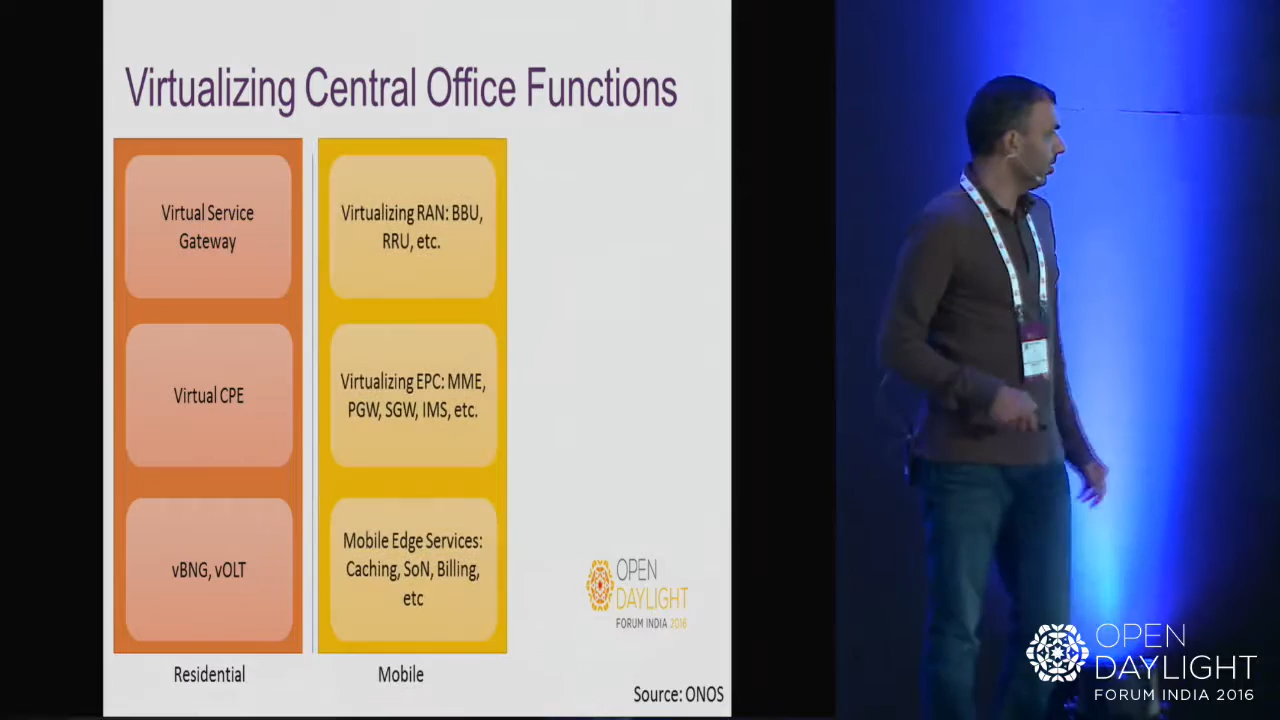 Virtualizing Central Office Functions
Virtual Service
Gateway
Virtual CPE
vBNG, vOLT
Residential
Virtualizing RAN: BBU,
RRU, etc.
Virtualizing EPC: MME,
PGW, SGW, IMS, etc.
Mobile Edge Services:
Caching, SoN, Billing,
etc
Mobile
OPEN
DAYLIGHT
FORUM INDIA 2016
Source: ONOS
OPEN
DAYLIGHT
FORUM INDIA 2016